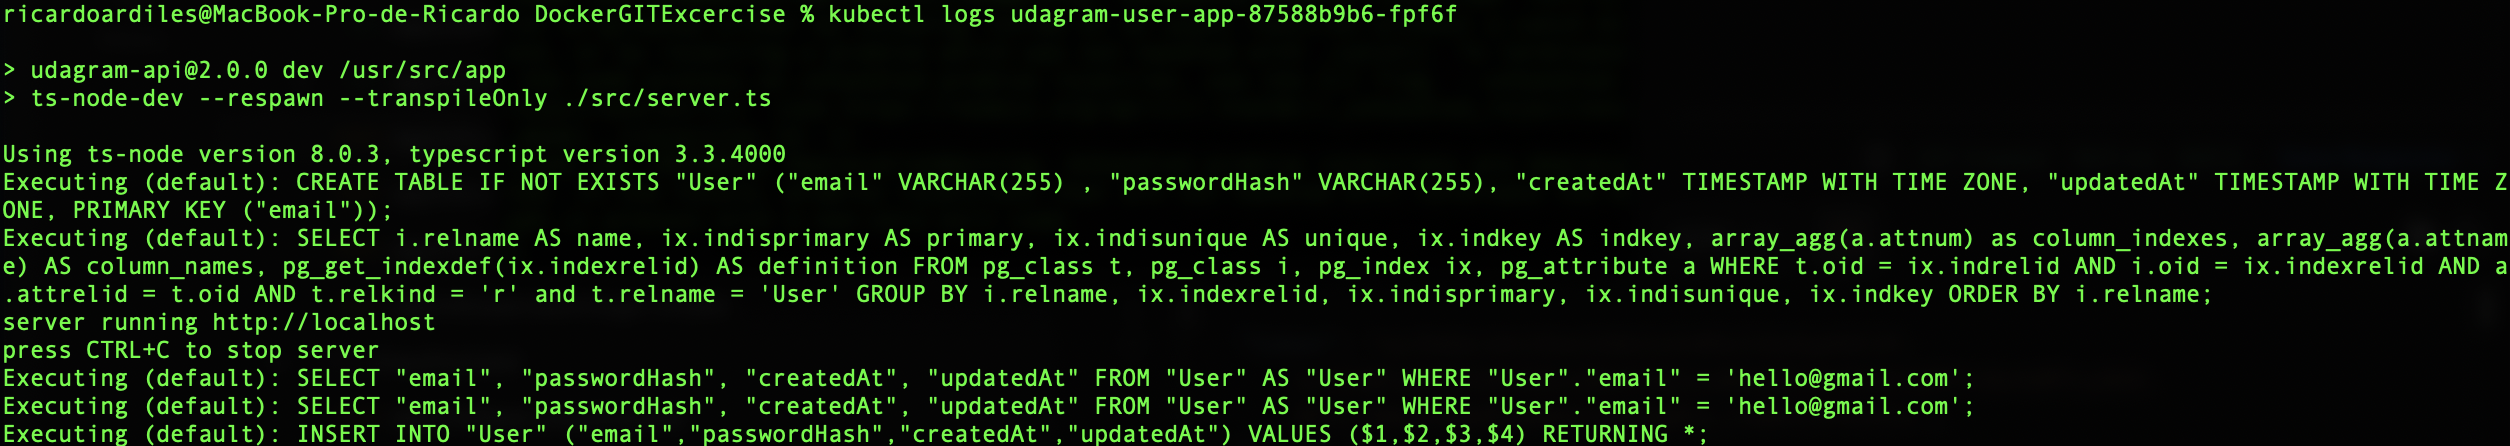 ricardoardiles@MacBook-Pro-de-Ricardo DockerGITExcercise % kubectl logs udagram-user-app-87588b9b6-fpf6f
> udagram-api@2.0.0 dev /usr/src/app
> ts-node-dev --respawn --transpileOnly ./src/server.ts
Using ts-node version 8.0.3, typescript version 3.3.4000
Executing (default): CREATE TABLE IF NOT EXISTS "User" ("email" VARCHAR(255) , "passwordHash" VARCHAR(255), "createdAt" TIMESTAMP WITH TIME ZONE, "updatedAt" TIMESTAMP WITH TIME Z
ONE, PRIMARY KEY ("email"));
Executing (default): SELECT i.relname AS name, ix.indisprimary AS primary, ix.indisunique AS unique, ix.indkey AS indkey, array_agg(a.attnum) as column_indexes, array_agg(a.attnam
e) AS column_names, pg_get_indexdef(ix.indexrelid) AS definition FROM pg_class t, pg_class i, pg_index ix, pg_attribute a WHERE t.oid = ix.indrelid AND i.oid = ix.indexrelid AND a
.attrelid = t.oid AND t.relkind = 'r' and t.relname = 'User' GROUP BY i.relname, ix.indexrelid, ix.indisprimary, ix.indisunique, ix.indkey ORDER BY i.relname;
server running http://localhost
press CTRL+C to stop server
Executing (default): SELECT "email", "passwordHash", "createdAt", "updatedAt" FROM "User" AS "User" WHERE "User"."email" = 'hello@gmail.com';
Executing (default): SELECT "email", "passwordHash", "createdAt", "updatedAt" FROM "User" AS "User" WHERE "User"."email" = 'hello@gmail.com';
Executing (default): INSERT INTO "User" ("email","passwordHash","createdAt","updatedAt") VALUES ($1,$2,$3,$4) RETURNING *;